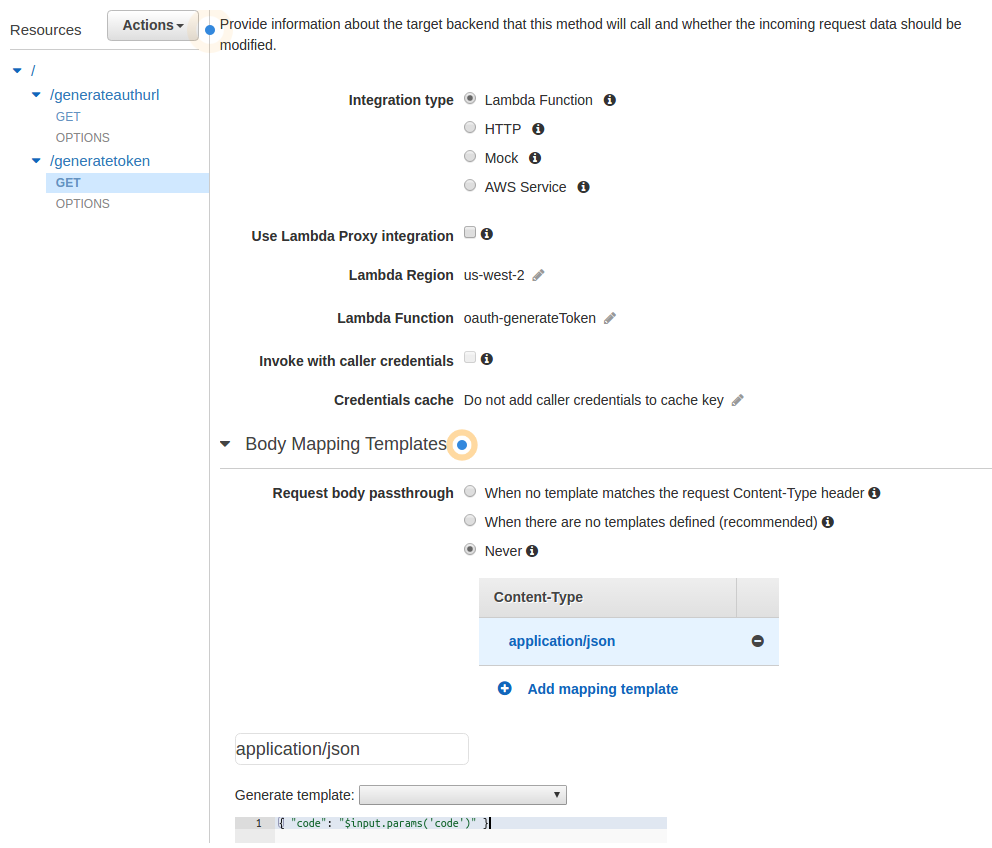 Resources
Actions
/
/generateauthurl
GET
OPTIONS
/generatetoken
GET
OPTIONS
Provide information about the target backend that this method will call and whether the incoming request data should be
modified.
Integration type
Lambda Function
HTTP
Mock
AWS Service
Use Lambda Proxy integration
Lambda Region us-west-2
Lambda Function oauth-generateToken
Invoke with caller credentials
Credentials cache Do not add caller credentials to cache key
Body Mapping Templates
Request body passthrough When no template matches the request Content-Type header
When there are no templates defined (recommended)
Never
Content-Type
application/json
Add mapping template
application/json
Generate template:
1 { "code": "$input.params('code')" }